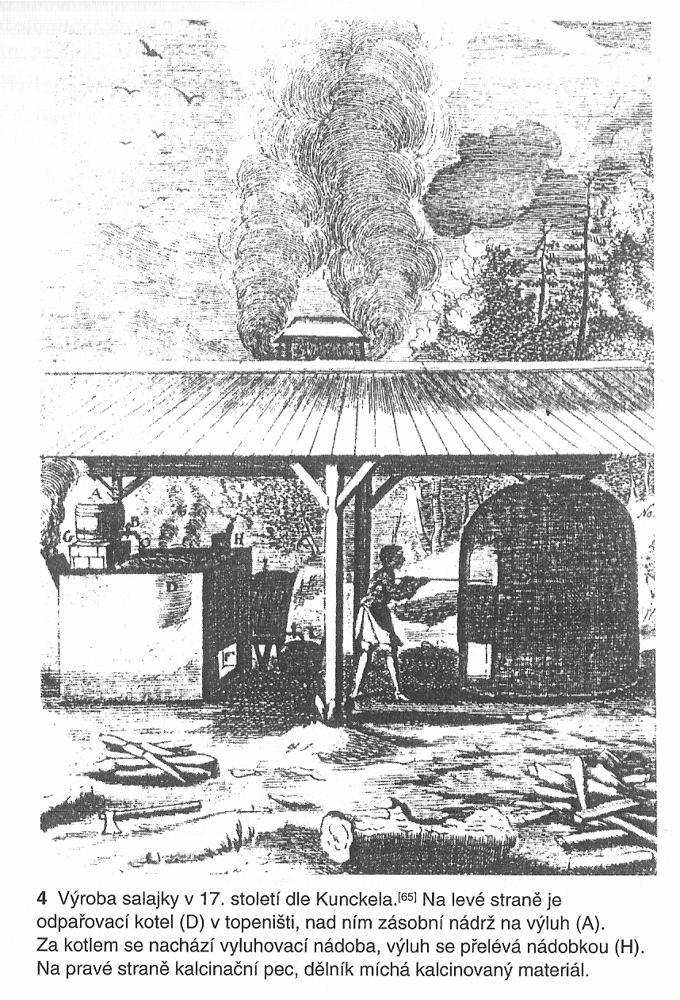 A
B
G
H
D
No.
4 Výroba salajky v 17. století dle Kunckela.[65] Na levé straně je
odpařovací kotel (D) v topeništi, nad ním zásobní nádrž na výluh (A).
Za kotlem se nachází vyluhovací nádoba, výluh se přelévá nádobkou (H).
Na pravé straně kalcinační pec, dělník míchá kalcinovaný materiál.